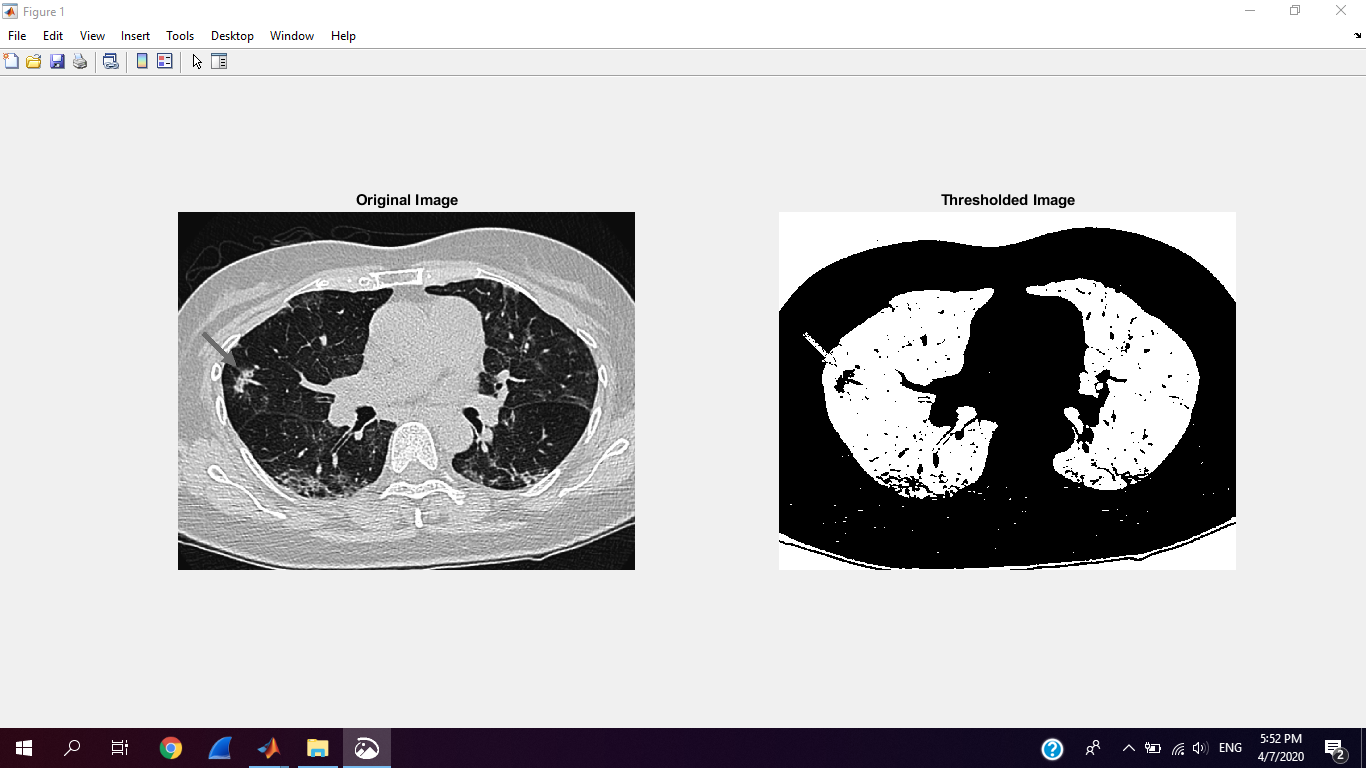 Figure 1
File Edit View Insert Tools Desktop Window Help
Original Image
Thresholded Image
ENG
5:52 PM
4/7/2020
2